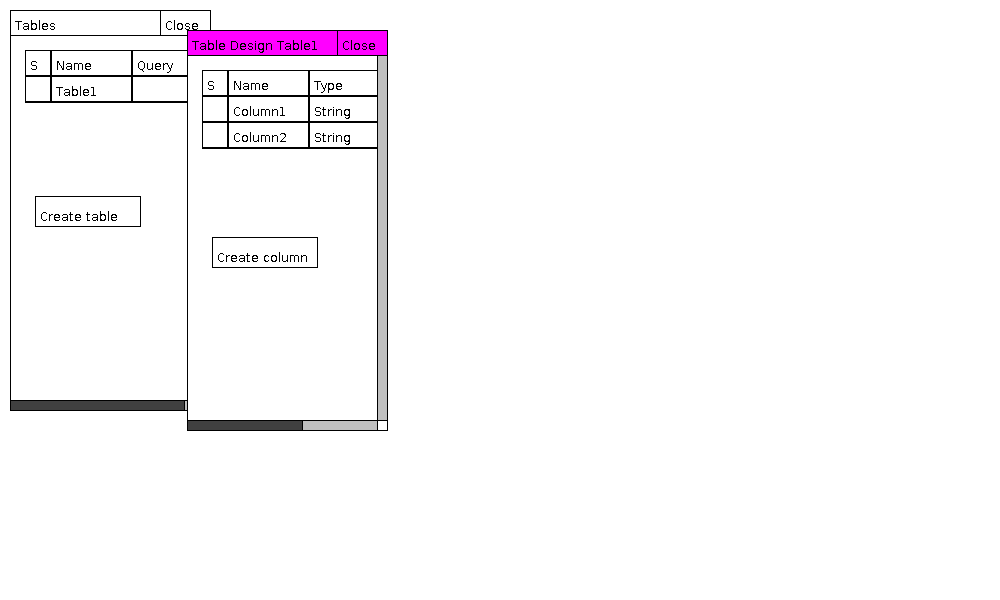 Tables Close
S Name Query
Table1
Create table
Table Design Table1 Close
S Name Type
Column1 String
Column2 String
Create column